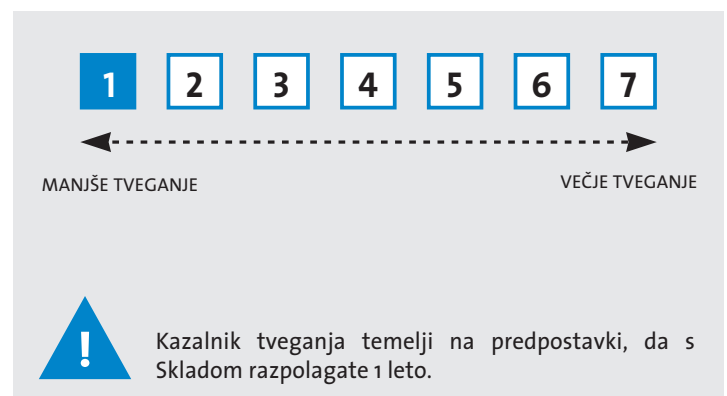 1 2 3 4 5 6 7
MANJŠE TVEGANJE VEČJE TVEGANJE
! Kazalnik tveganja temelji na predpostavki, da s
Skladom razpolagate 1 leto.